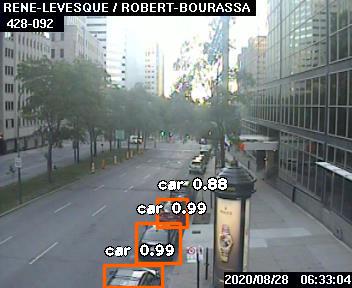 RENE-LEVESQUE / ROBERT-BOURASSA
428-092
car 0.88
car 0.99
car 0.99
ROLEX
2020/08/28 06:33:04